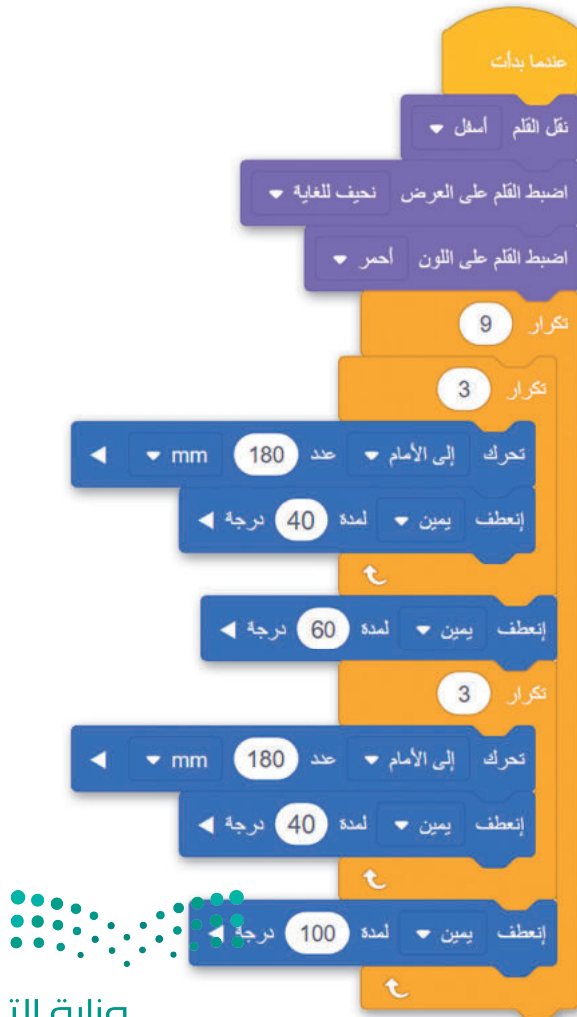 عندما بدأت
نقل القلم أسفل
اضبط القلم على العرض نحيف للغاية
اضبط القلم على اللون أحمر
تكرار 9
تكرار 3
تحرك إلى الأمام عدد 180 mm
إنعطف يمين لمدة 40 درجة
إنعطف يمين لمدة 60 درجة
تكرار 3
تحرك إلى الأمام عدد 180 mm
إنعطف يمين لمدة 40 درجة
إنعطف يمين لمدة 100 درجة
وزارة